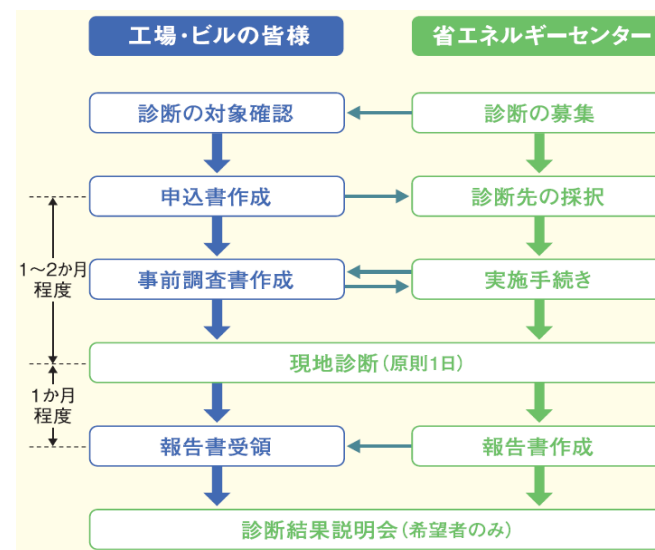 工場・ビルの皆様
省エネルギーセンター
診断の対象確認
診断の募集
申込書作成
診断先の採択
1～2か月
程度
事前調査書作成
実施手続き
現地診断(原則1日)
1か月
程度
報告書受領
報告書作成
診断結果説明会(希望者のみ)